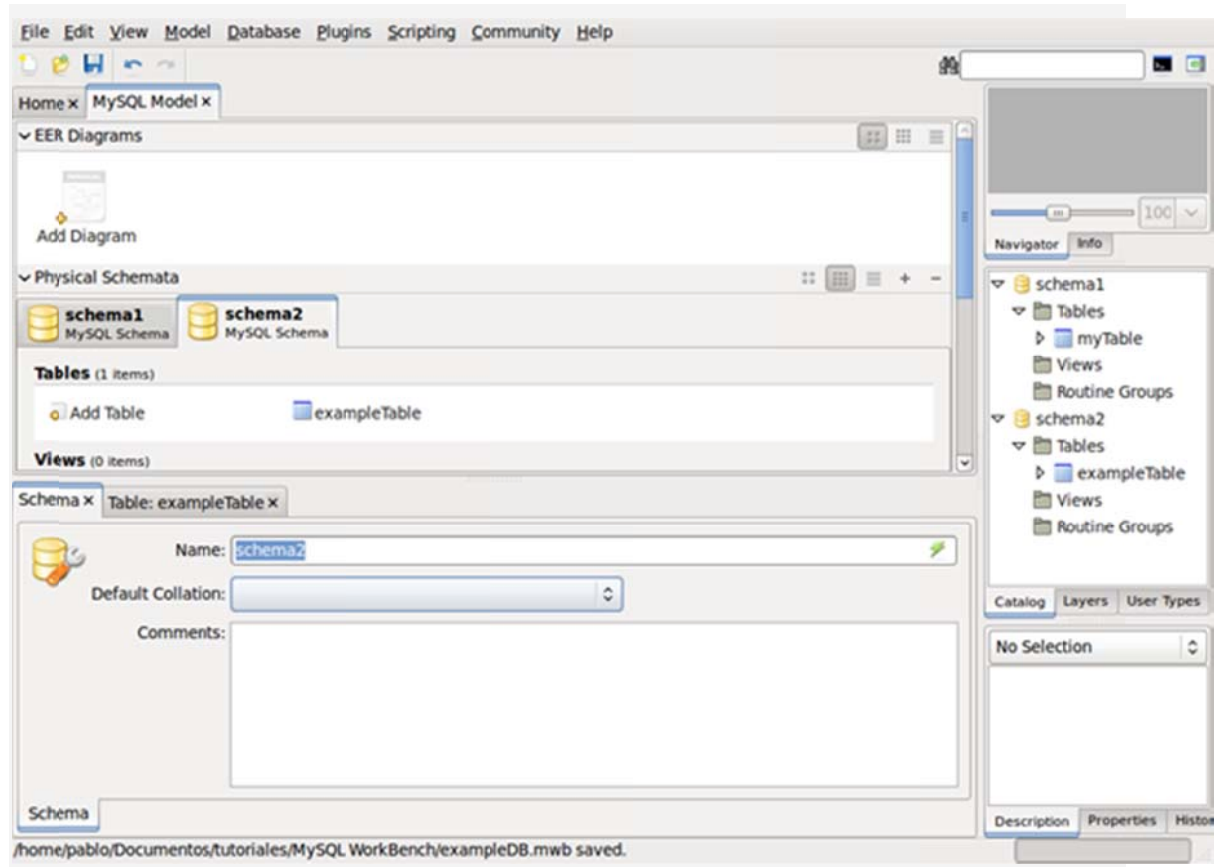 File Edit View Model Database Plugins Scripting Community Help
Home x MySQL Model x
EER Diagrams
Add Diagram
Physical Schemata
schema1
MySQL Schema
schema2
MySQL Schema
Tables (1 items)
Add Table
exampleTable
Views (0 items)
Schema x Table: exampleTable x
Name: schema2
Default Collation:
Comments:
Schema
/home/pablo/Documentos/tutoriales/MySQL WorkBench/exampleDB.mwb saved.
100
Navigator Info
schema1
Tables
myTable
Views
Routine Groups
schema2
Tables
exampleTable
Views
Routine Groups
Catalog Layers User Types
No Selection
Description Properties Histor